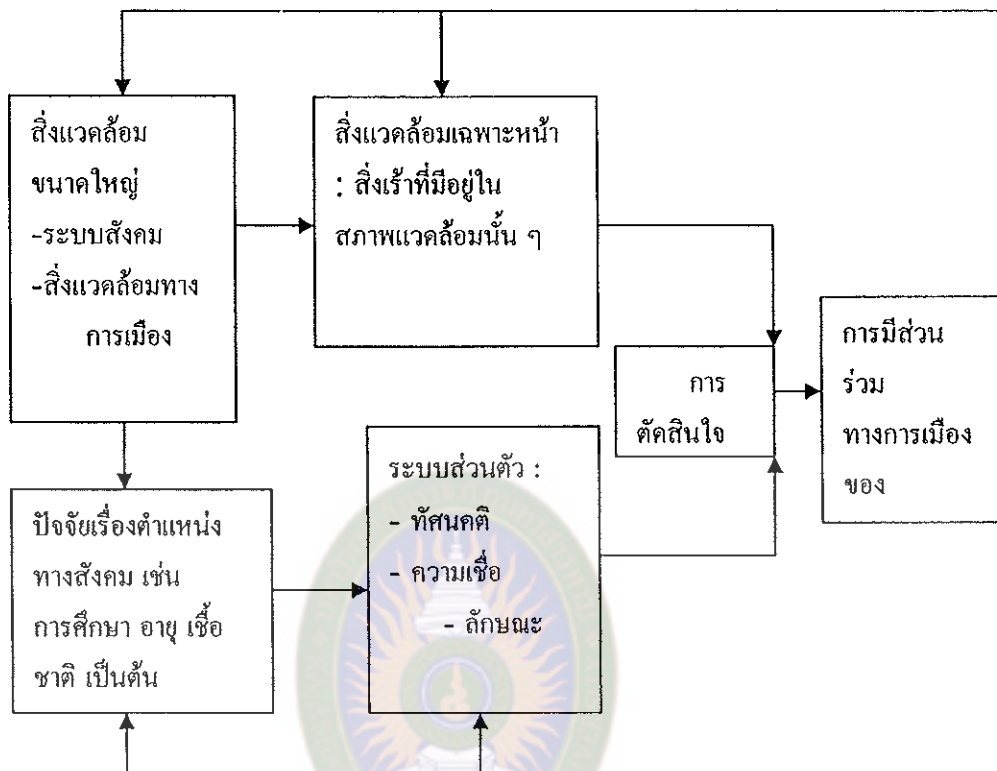 สิ่งแวดล้อม
ขนาดใหญ่
-ระบบสังคม
-สิ่งแวดล้อมทาง
การเมือง
สิ่งแวดล้อมเฉพาะหน้า
: สิ่งเร้าที่มีอยู่ใน
สภาพแวดล้อมนั้น ๆ
การ
ตัดสินใจ
การมีส่วน
ร่วม
ทางการเมือง
ของ
ปัจจัยเรื่องตำแหน่ง
ทางสังคม เช่น
การศึกษา อายุ เชื้อ
ชาติ เป็นต้น
ระบบส่วนตัว :
- ทัศนคติ
- ความเชื่อ
- ลักษณะ